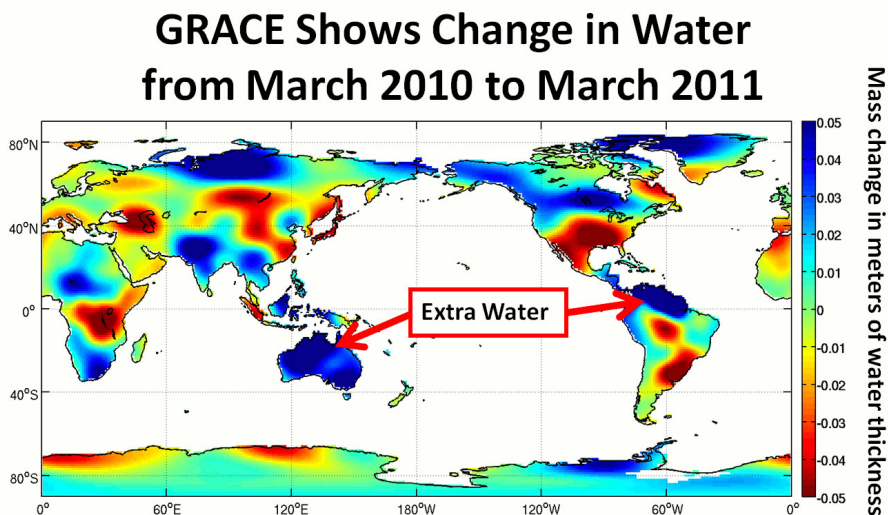 GRACE Shows Change in Water
from March 2010 to March 2011
Mass change in meters of water thickness
80°N
40°N
0°
40°S
80°S
0°
60°E
120°E
180°W
120°W
60°W
0°
Extra Water
0.05
0.04
0.03
0.02
0.01
0
-0.01
-0.02
-0.03
-0.04
-0.05